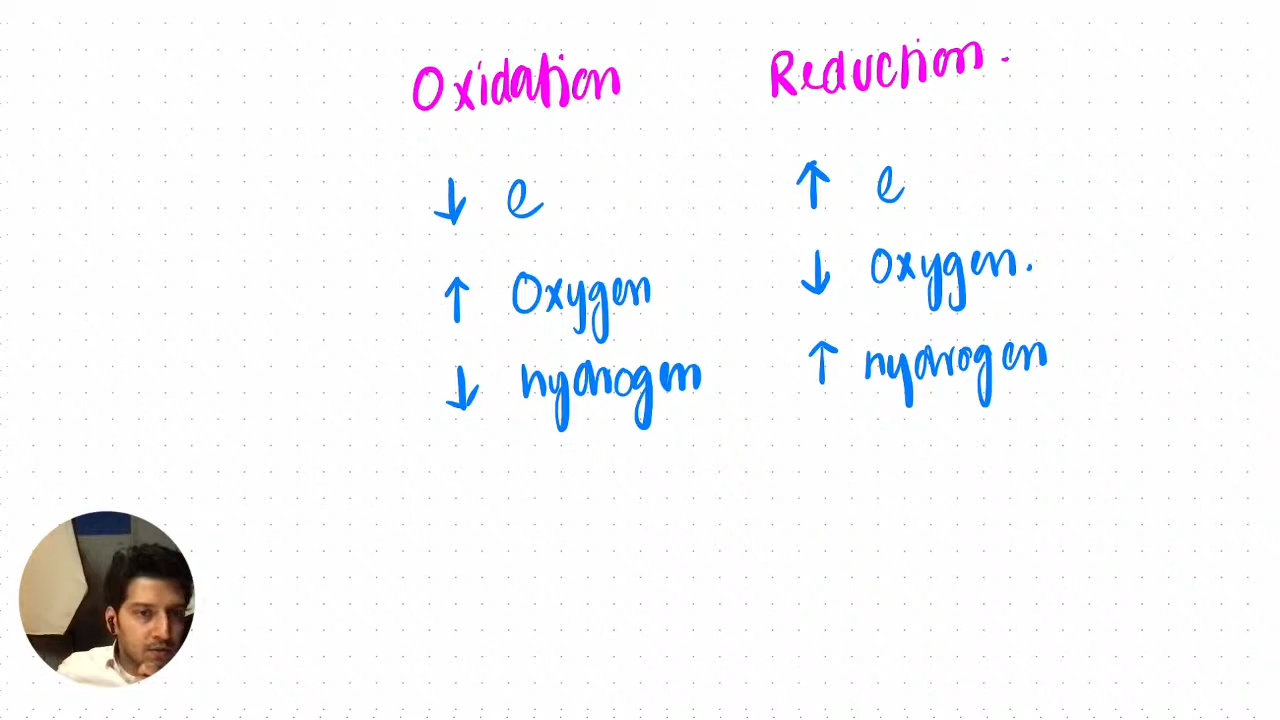 Oxidation
↓ e
↑ Oxygen
↓ hydrogen
Reduction.
↑ e
↓ Oxygen.
↑ hydrogen